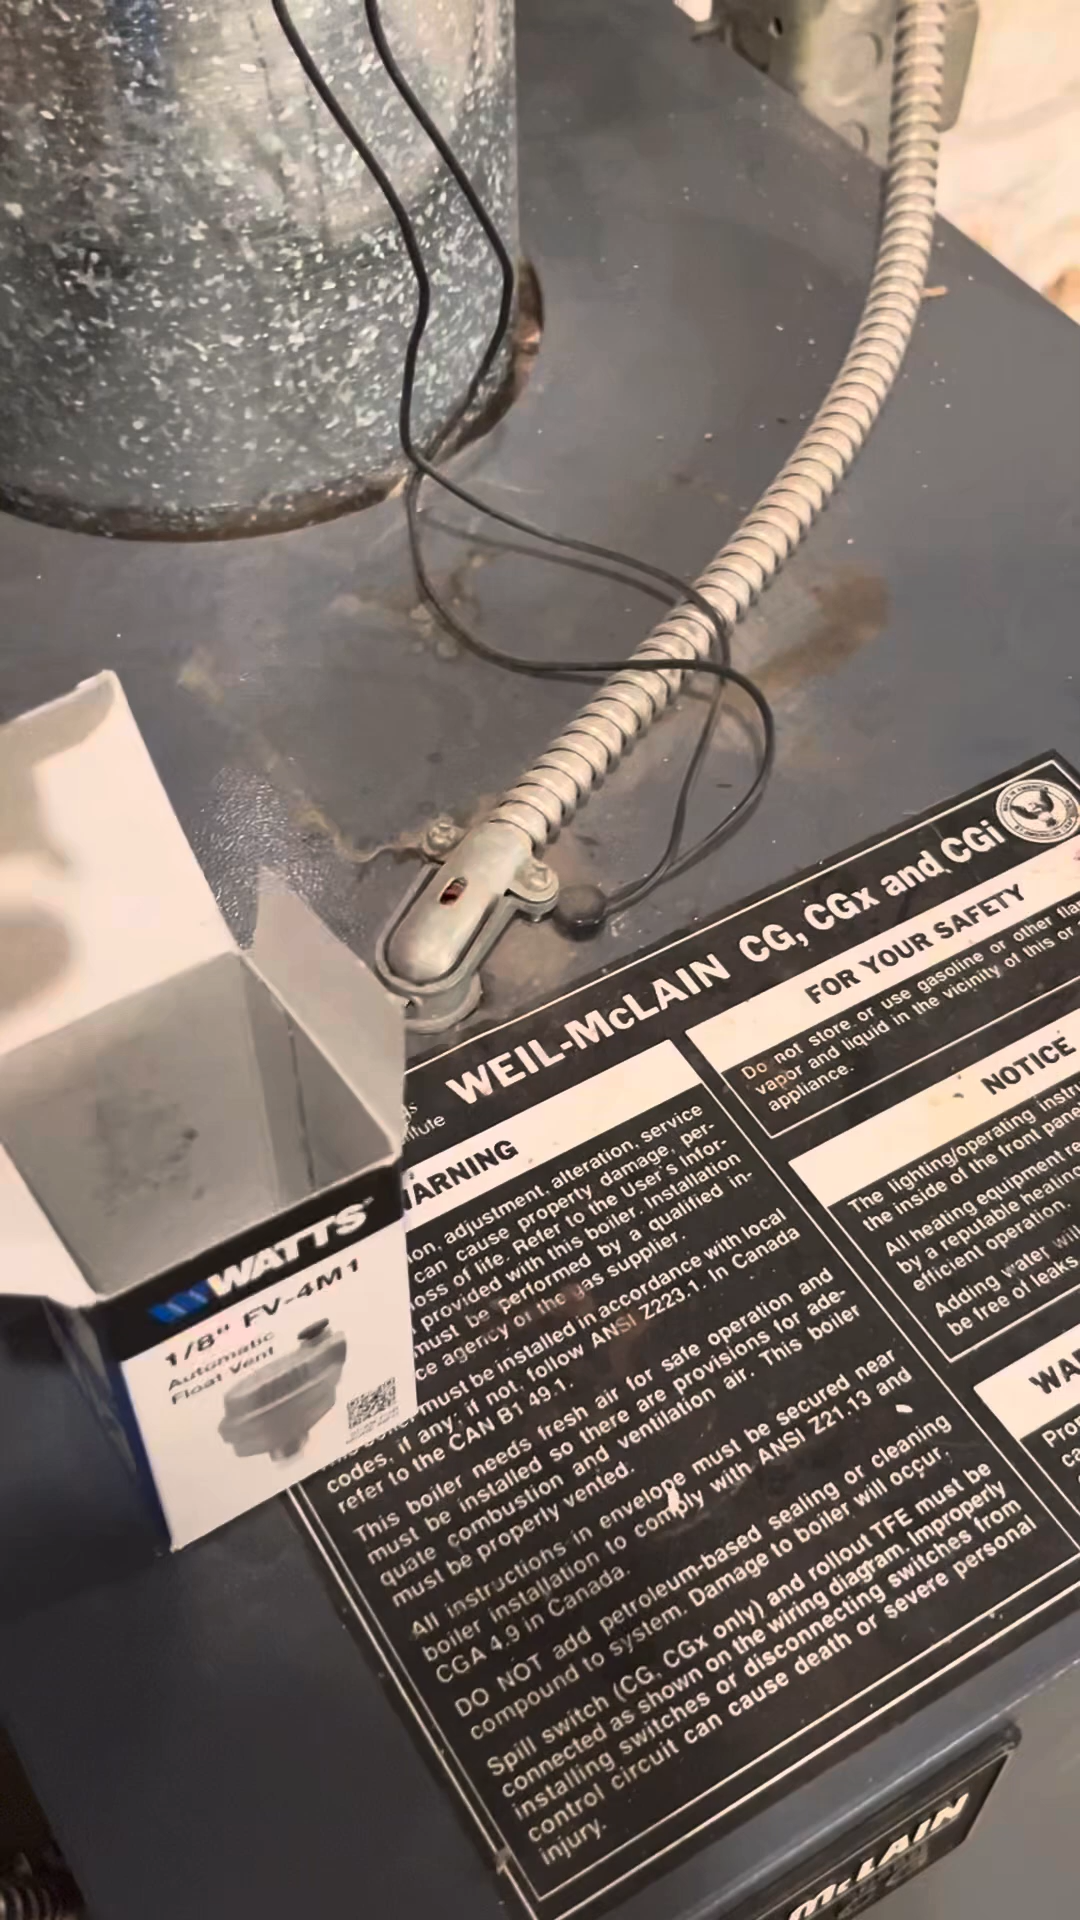 WEIL-McLAIN CG, CGx and CGi
FOR YOUR SAFETY
Do not store or use gasoline or other
vapor and liquid in the vicinity of this or
appliance.
NOTICE
The lighting/operating
the inside of the front
All heating equipment
by a reputable heating
efficient operation,
Adding water will
be free of leaks
ARNING
ion, adjustment, alteration, service
can cause property damage, per-
oss of life. Refer to the User's Infor-
provided with this boiler. Installation
must be performed by a qualified in-
ce agency or the gas supplier.
must be installed in accordance with local
codes, if any; if not, follow ANSI Z223.1. In Canada
refer to the CAN B1 49.1.
This boiler needs fresh air for safe operation and
must be installed so there are provisions for ade-
quate combustion and ventilation air. This boiler
must be properly vented.
All instructions in envelope must be secured near
boiler installation to comply with ANSI Z21.13 and
CGA 4.9 in Canada.
DO NOT add petroleum-based sealing or cleaning
compound to system. Damage to boiler will occur.
Spill switch (CG, CGx only) and rollout TFE must be
connected as shown on the wiring diagram. Improperly
installing switches or disconnecting switches from
control circuit can cause death or severe personal
injury.
WATTS
1/8" FV-4M1
Automatic
Float Vent
McLAIN